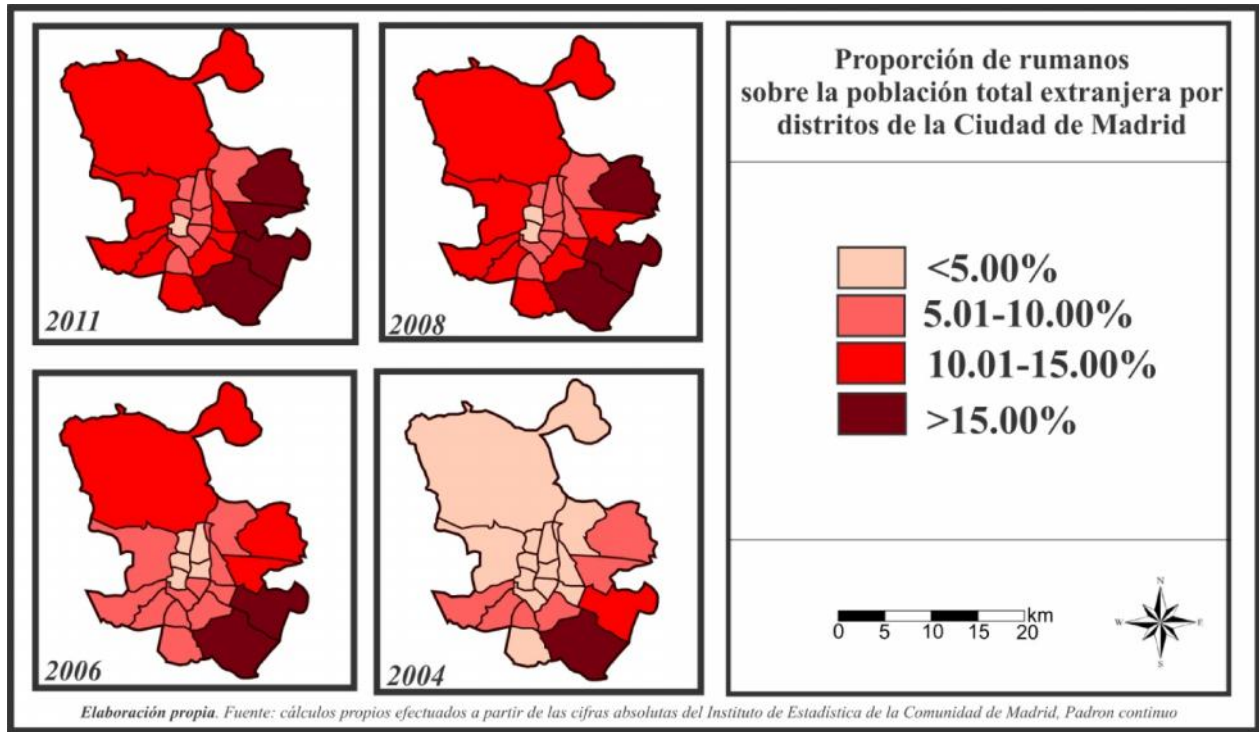 2011
2008
Proporción de rumanos
sobre la población total extranjera por
distritos de la Ciudad de Madrid
<5.00%
5.01-10.00%
10.01-15.00%
>15.00%
2006
2004
km
0 5 10 15 20
N
W E
S
Elaboración propia. Fuente: cálculos propios efectuados a partir de las cifras absolutas del Instituto de Estadística de la Comunidad de Madrid, Padron continuo